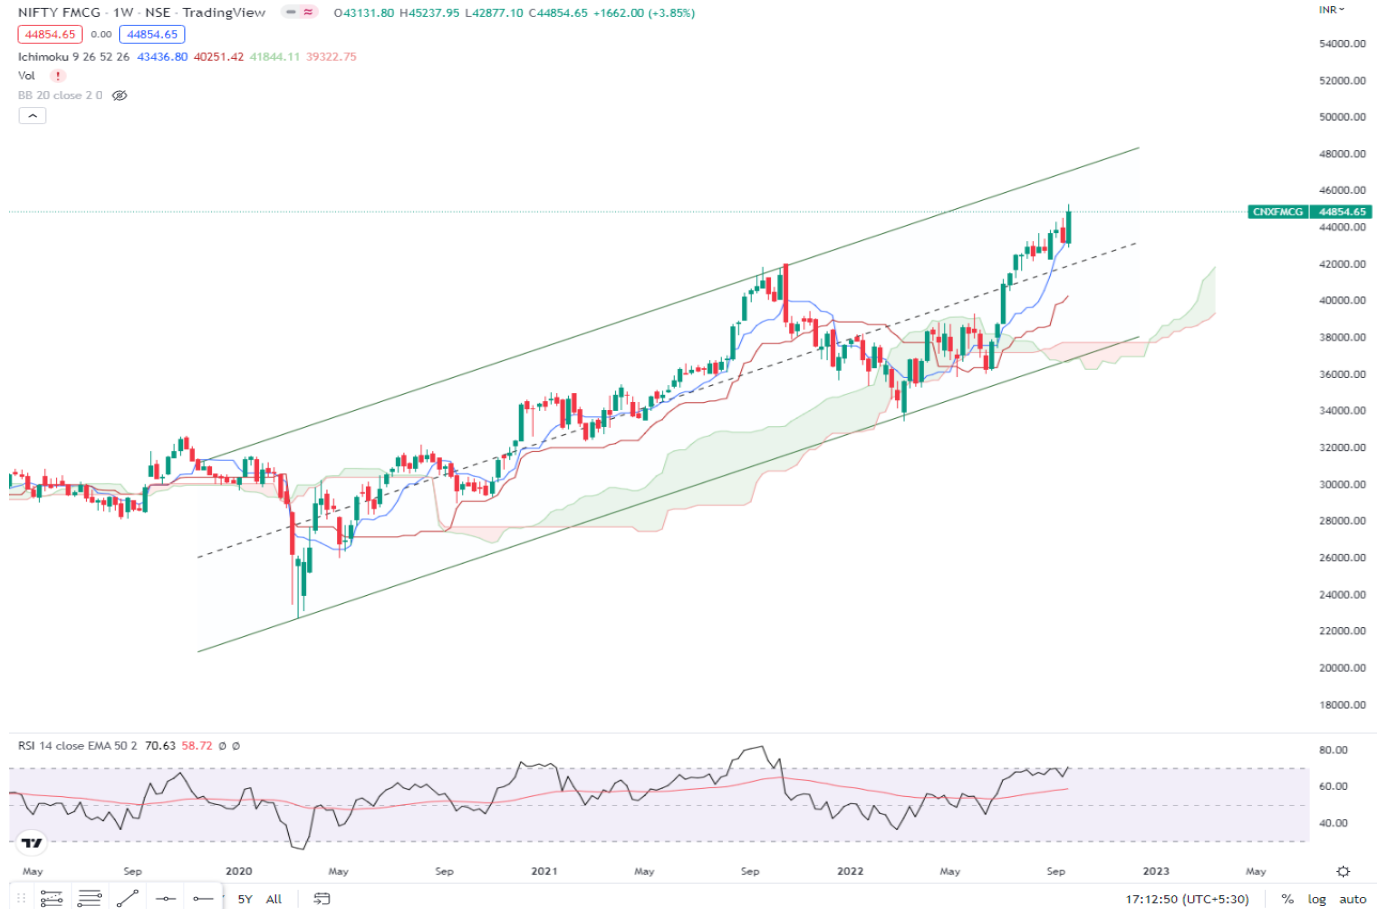 NIFTY FMCG · 1W · NSE · TradingView O43131.80 H45237.95 L42877.10 C44854.65 +1662.00 (+3.85%)
INR
44854.65 0.00 44854.65
Ichimoku 9 26 52 26 43436.80 40251.42 41844.11 39322.75
Vol !
BB 20 close 2 0
54000.00
52000.00
50000.00
48000.00
46000.00
CNXFMCG 44854.65
44000.00
42000.00
40000.00
38000.00
36000.00
34000.00
32000.00
30000.00
28000.00
26000.00
24000.00
22000.00
20000.00
18000.00
RSI 14 close EMA 50 2 70.63 58.72 Ø Ø
80.00
60.00
40.00
May Sep 2020 May Sep 2021 May Sep 2022 May Sep 2023 May
5Y All 17:12:50 (UTC+5:30) % log auto